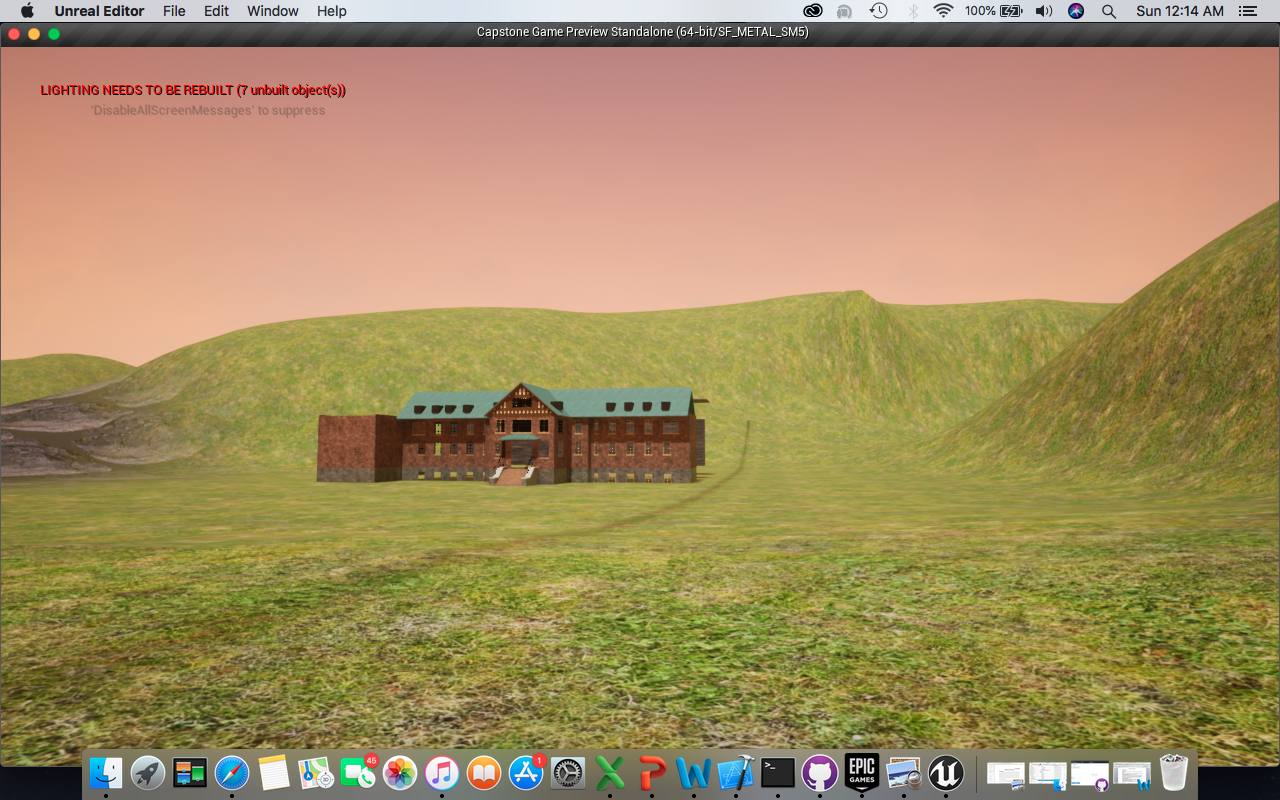 Unreal Editor File Edit Window Help 100% Sun 12:14 AM
Capstone Game Preview Standalone (64-bit/SF_METAL_SM5)
LIGHTING NEEDS TO BE REBUILT (7 unbuilt object(s))
'DisableAllScreenMessages' to suppress
46
1
EPIC
GAMES